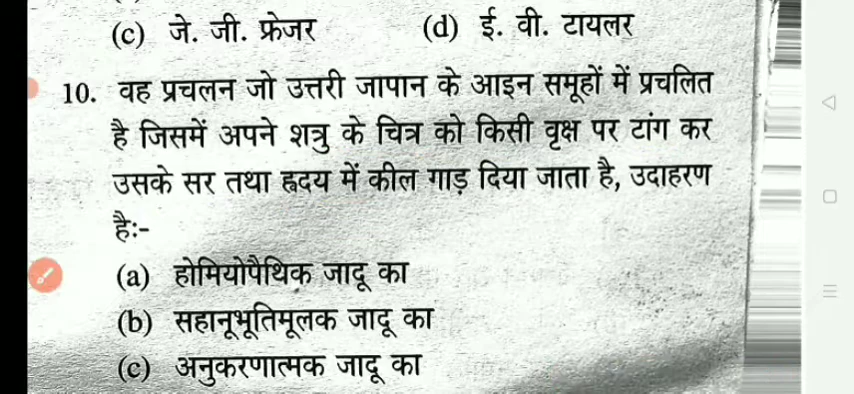 (c) जे. जी. फ्रेजर (d) ई. वी. टायलर
10. वह प्रचलन जो उत्तरी जापान के आइन समूहों में प्रचलित
है जिसमें अपने शत्रु के चित्र को किसी वृक्ष पर टांग कर
उसके सर तथा हृदय में कील गाड़ दिया जाता है, उदाहरण
है:-
(a) होमियोपैथिक जादू का
(b) सहानूभूतिमूलक जादू का
(c) अनुकरणात्मक जादू का